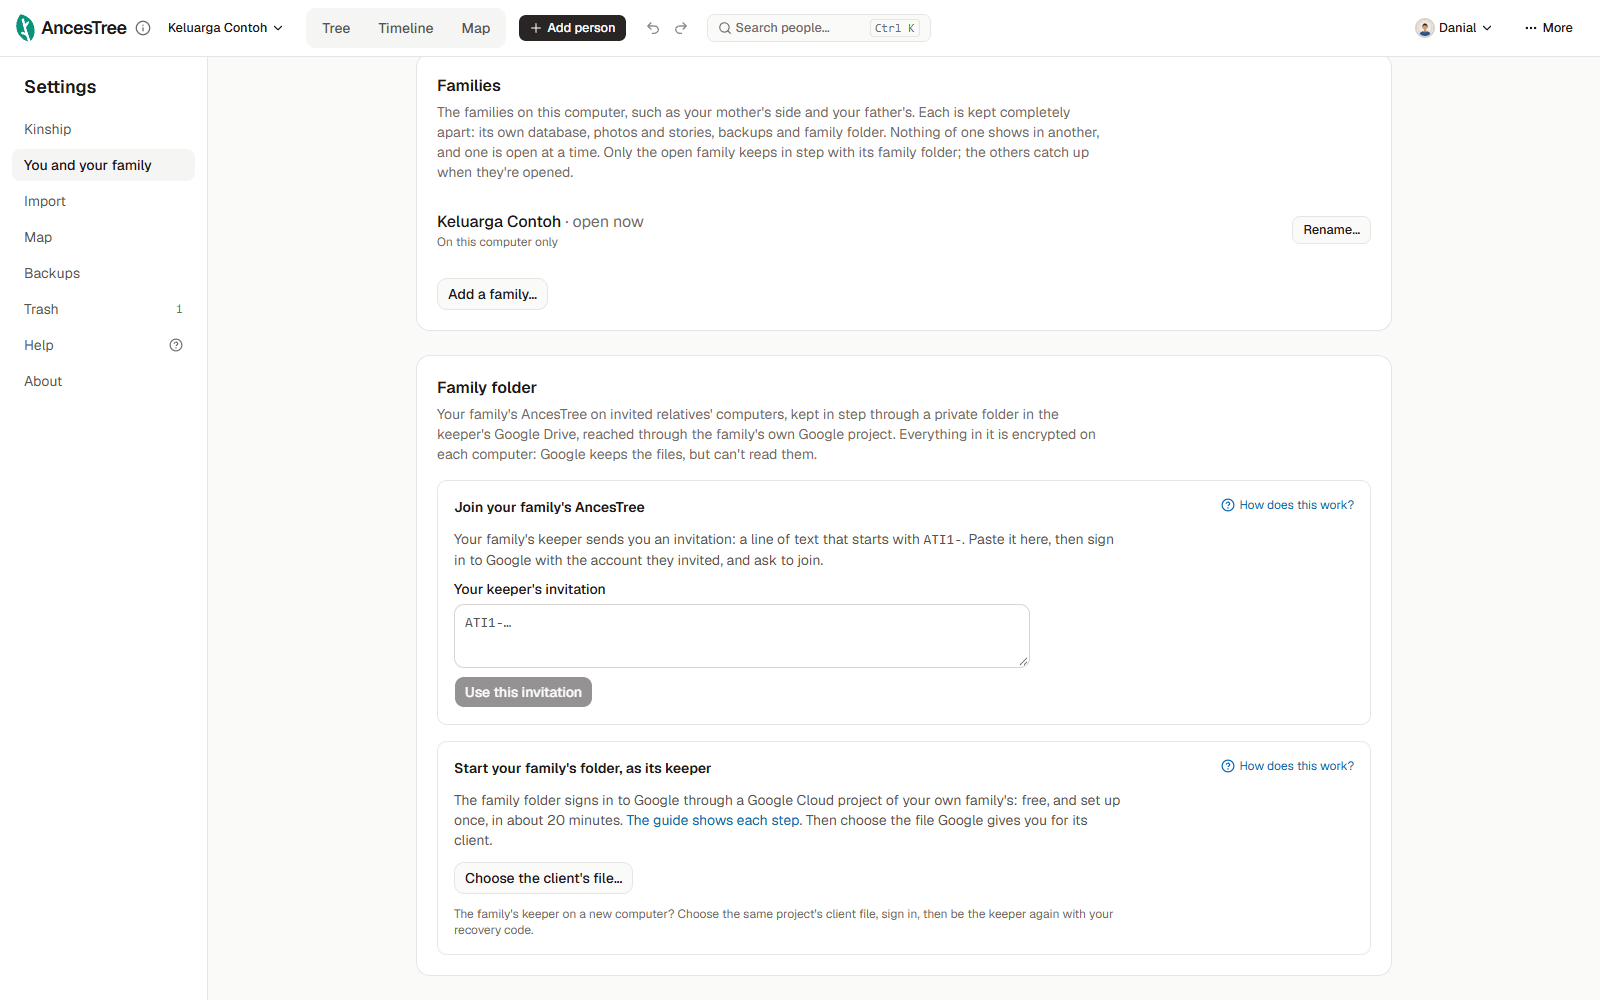 AncesTree
Keluarga Contoh
Tree
Timeline
Map
Add person
Search people...
Ctrl K
Danial
More
Settings
Kinship
You and your family
Import
Map
Backups
Trash
1
Help
About
Families
The families on this computer, such as your mother's side and your father's. Each is kept completely
apart: its own database, photos and stories, backups and family folder. Nothing of one shows in another,
and one is open at a time. Only the open family keeps in step with its family folder; the others catch up
when they're opened.
Keluarga Contoh · open now
On this computer only
Rename…
Add a family…
Family folder
Your family's AncesTree on invited relatives' computers, kept in step through a private folder in the
keeper's Google Drive, reached through the family's own Google project. Everything in it is encrypted on
each computer: Google keeps the files, but can't read them.
Join your family's AncesTree
How does this work?
Your family's keeper sends you an invitation: a line of text that starts with ATI1-. Paste it here, then sign
in to Google with the account they invited, and ask to join.
Your keeper's invitation
ATI1-…
Use this invitation
Start your family's folder, as its keeper
How does this work?
The family folder signs in to Google through a Google Cloud project of your own family's: free, and set up
once, in about 20 minutes. The guide shows each step. Then choose the file Google gives you for its
client.
Choose the client's file…
The family's keeper on a new computer? Choose the same project's client file, sign in, then be the keeper again with your
recovery code.